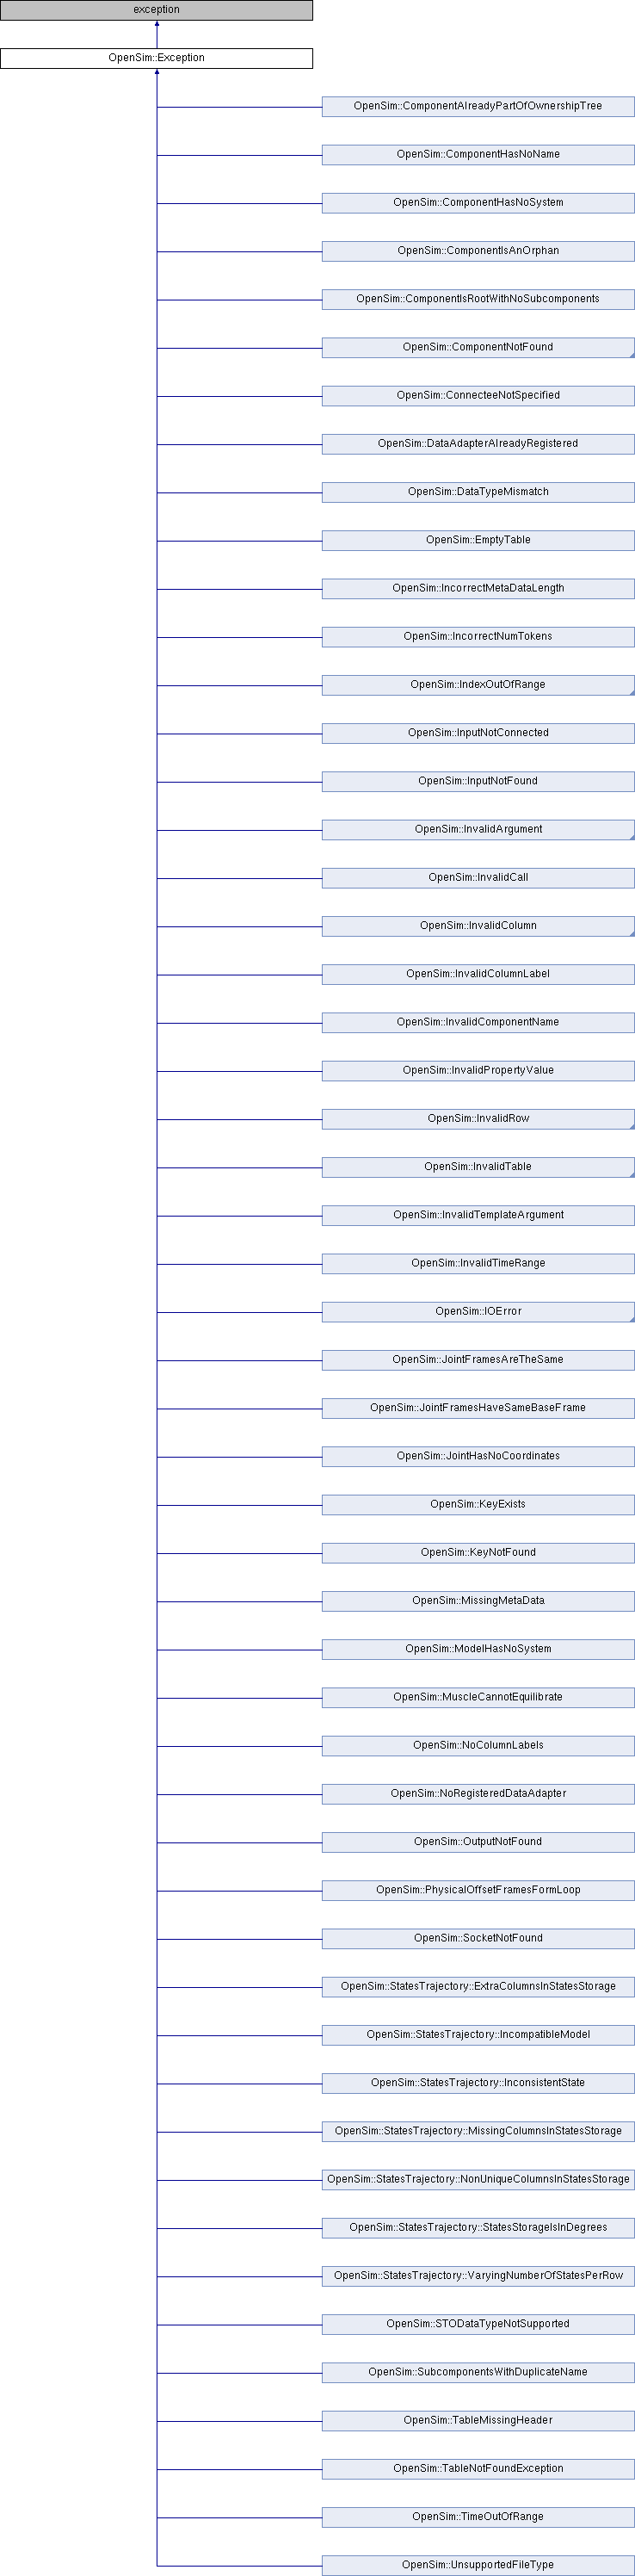 exception
OpenSim::Exception
OpenSim::ComponentAlreadyPartOfOwnershipTree
OpenSim::ComponentHasNoName
OpenSim::ComponentHasNoSystem
OpenSim::ComponentIsAnOrphan
OpenSim::ComponentIsRootWithNoSubcomponents
OpenSim::ComponentNotFound
OpenSim::ConnecteeNotSpecified
OpenSim::DataAdapterAlreadyRegistered
OpenSim::DataTypeMismatch
OpenSim::EmptyTable
OpenSim::IncorrectMetaDataLength
OpenSim::IncorrectNumTokens
OpenSim::IndexOutOfRange
OpenSim::InputNotConnected
OpenSim::InputNotFound
OpenSim::InvalidArgument
OpenSim::InvalidCall
OpenSim::InvalidColumn
OpenSim::InvalidColumnLabel
OpenSim::InvalidComponentName
OpenSim::InvalidPropertyValue
OpenSim::InvalidRow
OpenSim::InvalidTable
OpenSim::InvalidTemplateArgument
OpenSim::InvalidTimeRange
OpenSim::IOError
OpenSim::JointFramesAreTheSame
OpenSim::JointFramesHaveSameBaseFrame
OpenSim::JointHasNoCoordinates
OpenSim::KeyExists
OpenSim::KeyNotFound
OpenSim::MissingMetaData
OpenSim::ModelHasNoSystem
OpenSim::MuscleCannotEquilibrate
OpenSim::NoColumnLabels
OpenSim::NoRegisteredDataAdapter
OpenSim::OutputNotFound
OpenSim::PhysicalOffsetFramesFormLoop
OpenSim::SocketNotFound
OpenSim::StatesTrajectory::ExtraColumnsInStatesStorage
OpenSim::StatesTrajectory::IncompatibleModel
OpenSim::StatesTrajectory::InconsistentState
OpenSim::StatesTrajectory::MissingColumnsInStatesStorage
OpenSim::StatesTrajectory::NonUniqueColumnsInStatesStorage
OpenSim::StatesTrajectory::StatesStorageIsInDegrees
OpenSim::StatesTrajectory::VaryingNumberOfStatesPerRow
OpenSim::STODataTypeNotSupported
OpenSim::SubcomponentsWithDuplicateName
OpenSim::TableMissingHeader
OpenSim::TableNotFoundException
OpenSim::TimeOutOfRange
OpenSim::UnsupportedFileType